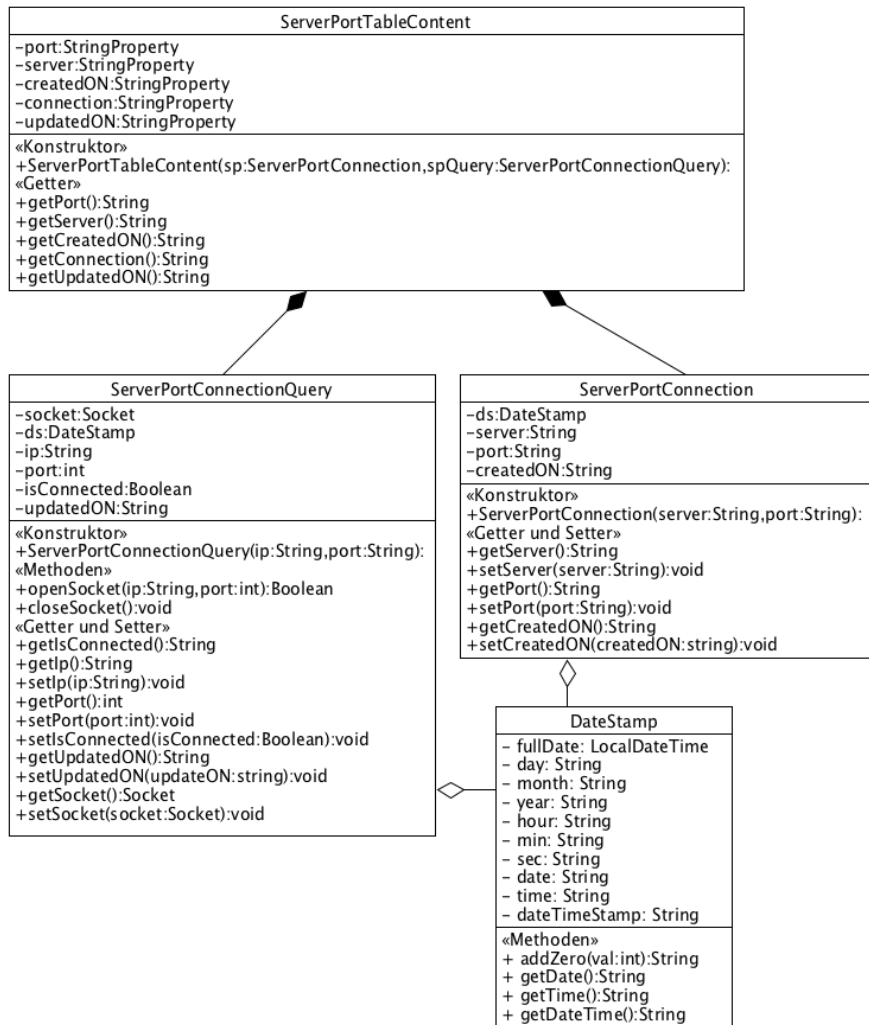 ServerPortTableContent
-port:StringProperty
-server:StringProperty
-createdON:StringProperty
-connection:StringProperty
-updatedON:StringProperty
«Konstruktor»
+ServerPortTableContent(sp:ServerPortConnection,spQuery:ServerPortConnectionQuery):
«Getter»
+getPort():String
+getServer():String
+getCreatedON():String
+getConnection():String
+getUpdatedON():String
ServerPortConnectionQuery
-socket:Socket
-ds:DateStamp
-ip:String
-port:int
-isConnected:Boolean
-updatedON:String
«Konstruktor»
+ServerPortConnectionQuery(ip:String,port:String):
«Methoden»
+openSocket(ip:String,port:int):Boolean
+closeSocket():void
«Getter und Setter»
+getIsConnected():String
+getIp():String
+setIp(ip:String):void
+getPort():int
+setPort(port:int):void
+setIsConnected(isConnected:Boolean):void
+getUpdatedON():String
+setUpdatedON(updateON:string):void
+getSocket():Socket
+setSocket(socket:Socket):void
ServerPortConnection
-ds:DateStamp
-server:String
-port:String
-createdON:String
«Konstruktor»
+ServerPortConnection(server:String,port:String):
«Getter und Setter»
+getServer():String
+setServer(server:String):void
+getPort():String
+setPort(port:String):void
+getCreatedON():String
+setCreatedON(createdON:string):void
DateStamp
- fullDate: LocalDateTime
- day: String
- month: String
- year: String
- hour: String
- min: String
- sec: String
- date: String
- time: String
- dateTimeStamp: String
«Methoden»
+ addZero(val:int):String
+ getDate():String
+ getTime():String
+ getDateTime():String